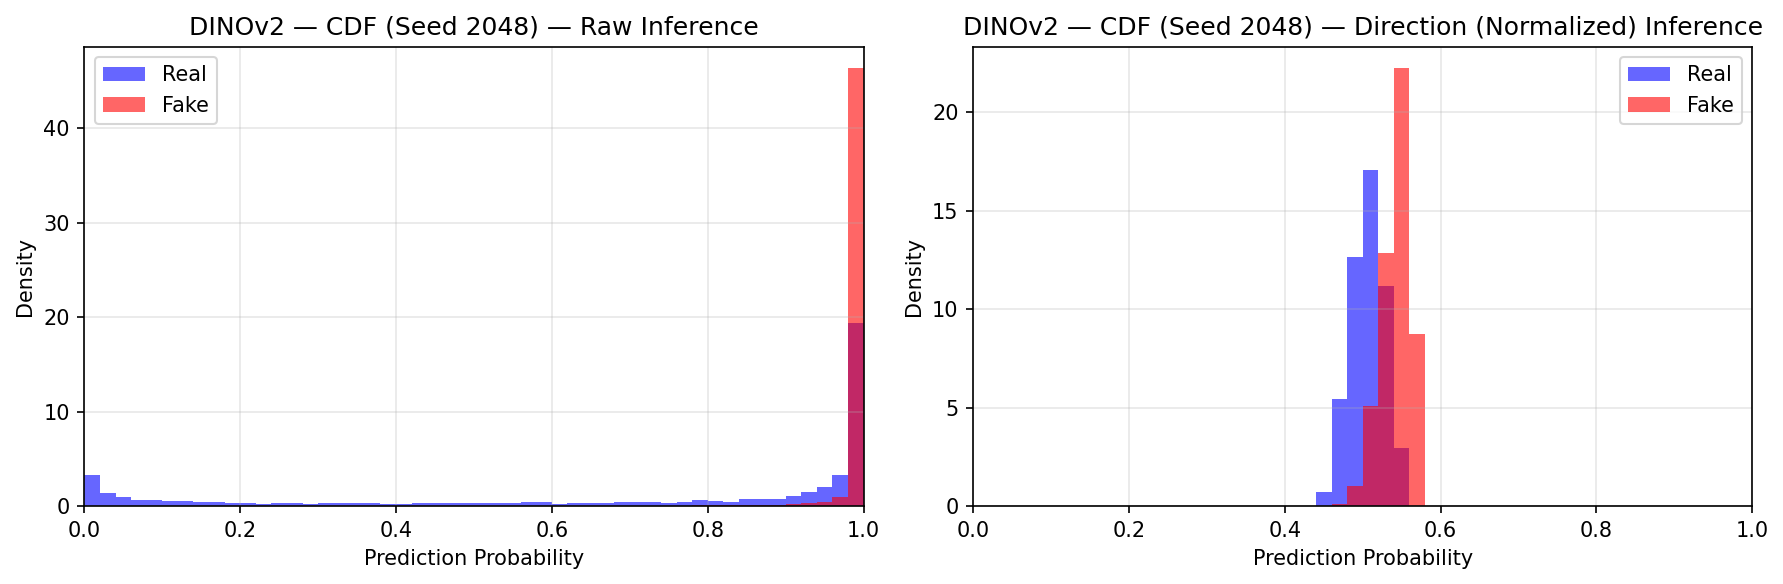 DINOv2 — CDF (Seed 2048) — Raw Inference
Real
Fake
Density
40
30
20
10
0
0.0 0.2 0.4 0.6 0.8 1.0
Prediction Probability
DINOv2 — CDF (Seed 2048) — Direction (Normalized) Inference
Real
Fake
Density
20
15
10
5
0
0.0 0.2 0.4 0.6 0.8 1.0
Prediction Probability